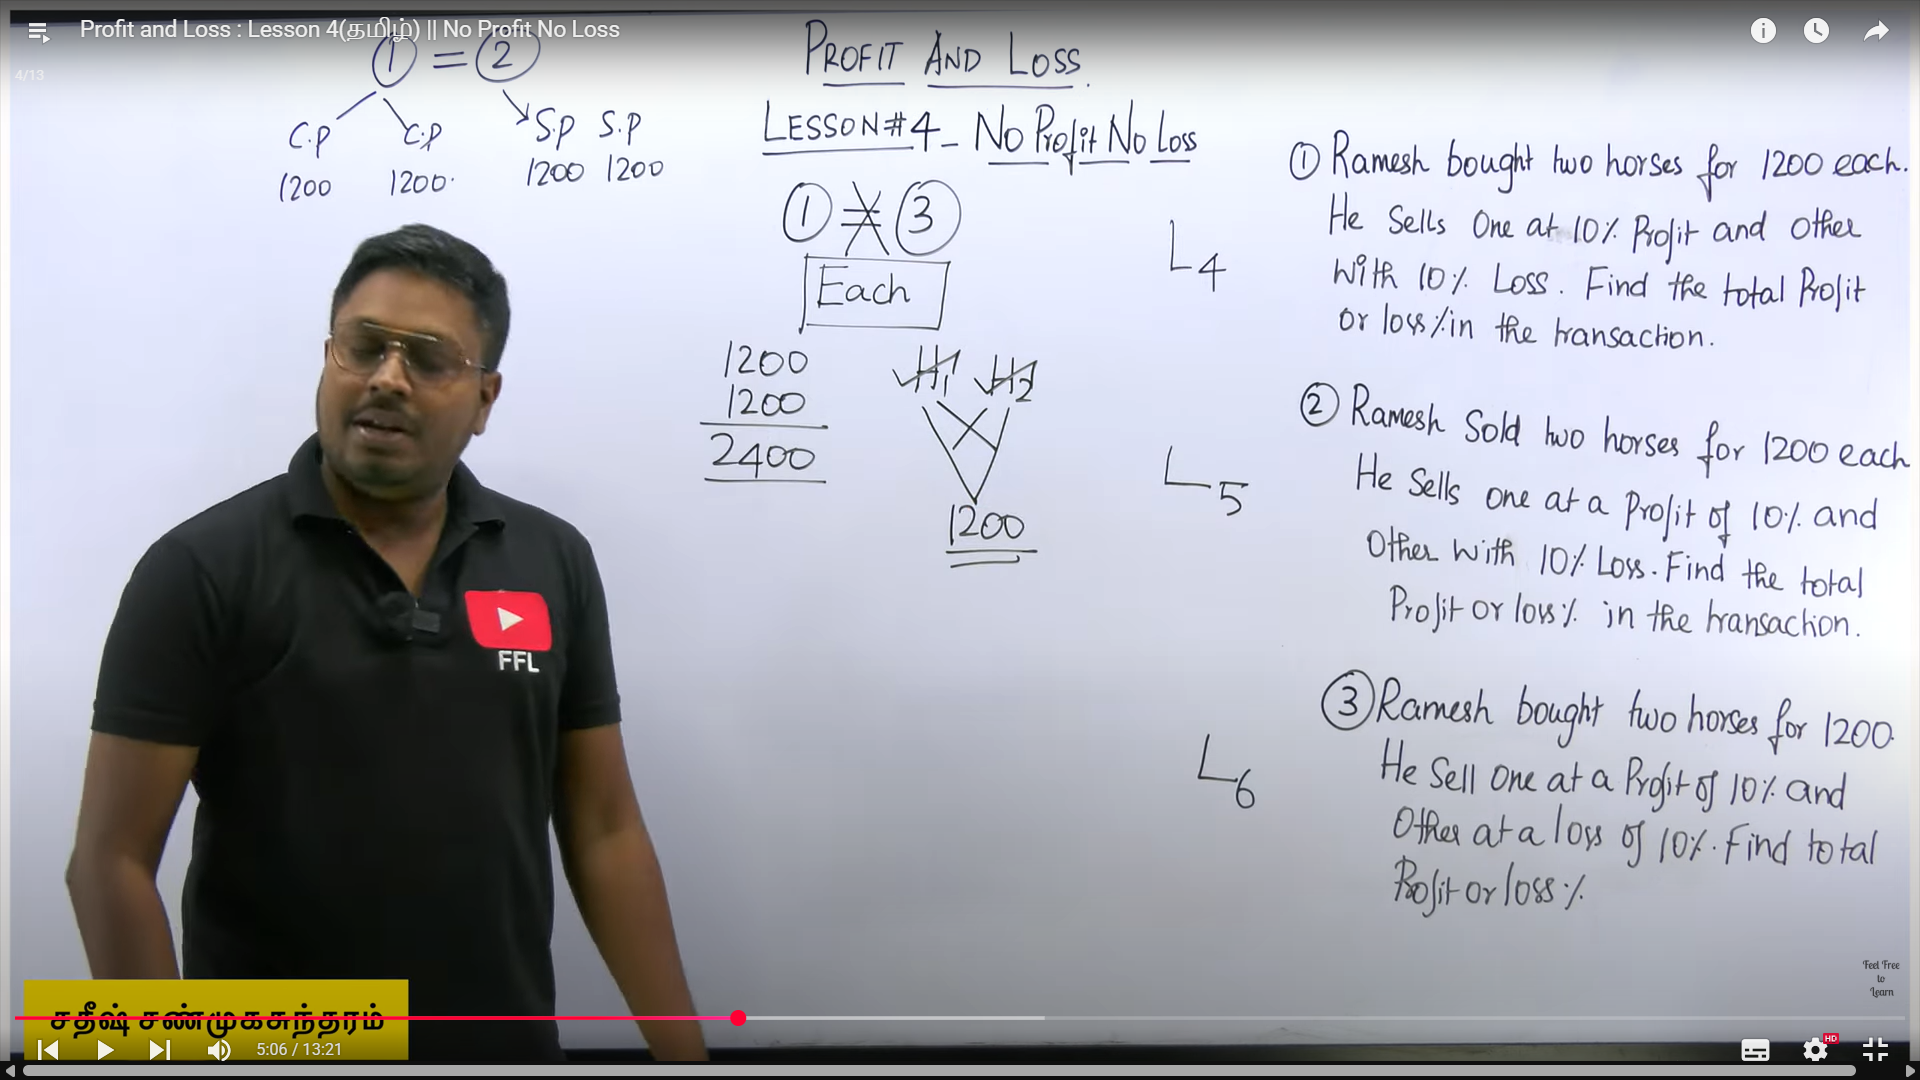 Profit and Loss : Lesson 4(தமிழ்) || No Profit No Loss
4/13
① = ②
C.P C.P S.P S.P
1200 1200. 1200 1200
PROFIT AND LOSS.
LESSON#4 - NO Profit NO Loss
① = ③
Each
1200
1200
2400
H1 H2
1200
L4
① Ramesh bought two horses for 1200 each.
He Sells One at 10% Profit and other
With 10% Loss. Find the total Profit
or loss % in the transaction.
L5
② Ramesh Sold two horses for 1200 each
He Sells one at a Profit of 10% and
Other with 10% Loss. Find the total
Profit or loss % in the transaction.
L6
③ Ramesh bought two horses for 1200.
He Sell One at a Profit of 10% and
Other at a loss of 10%. Find total
Profit or loss %
FFL
Feel Free
to
Learn
சதீஷ் சண்முகசுந்தரம்
5:06 / 13:21
HD